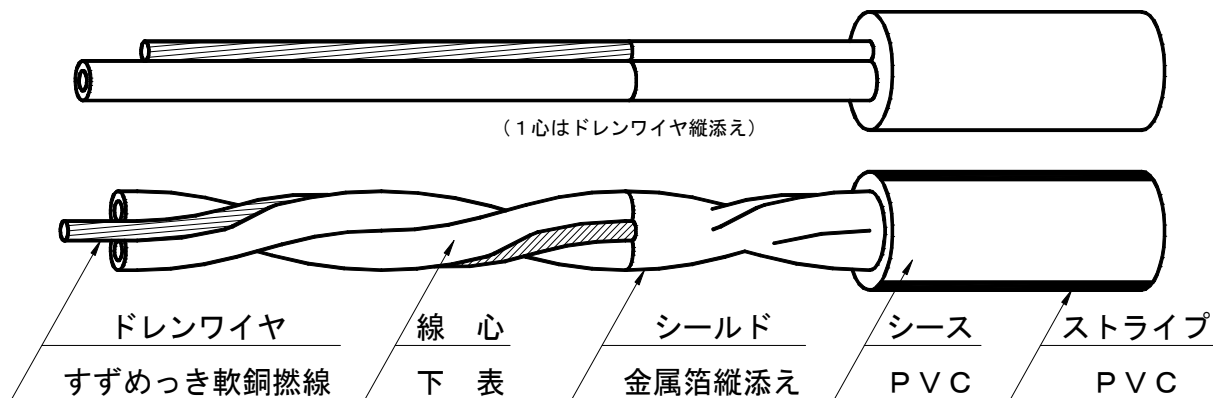 （１心はドレンワイヤ縦添え）
ドレンワイヤ
すずめっき軟銅撚線
線　心
下　表
シールド
金属箔縦添え
シース
ＰＶＣ
ストライプ
ＰＶＣ